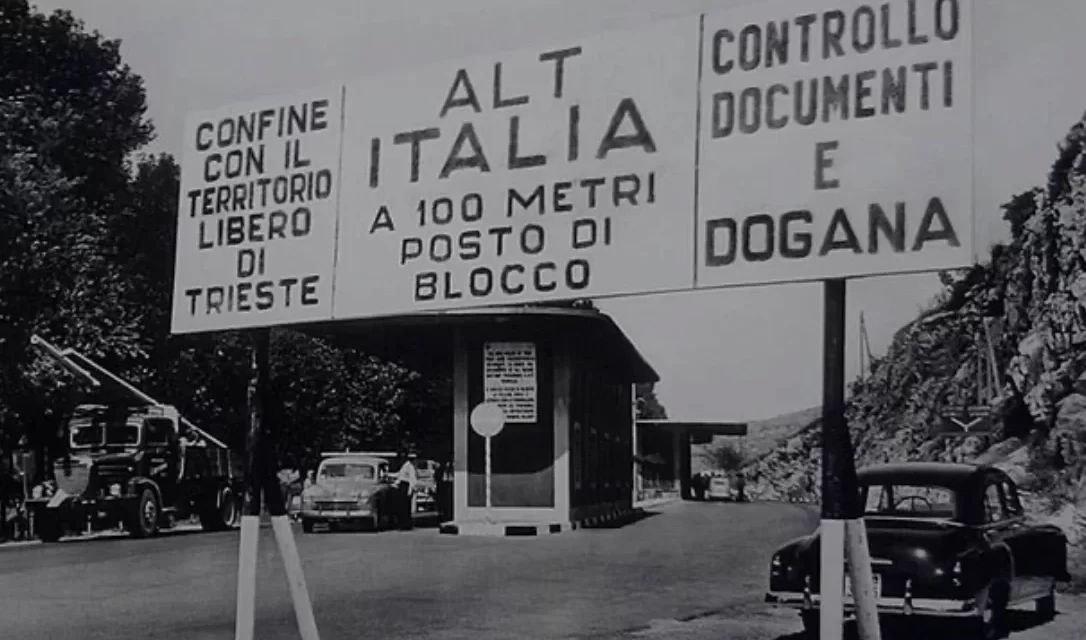 CONFINE
CON IL
TERRITORIO
LIBERO
DI
TRIESTE
ALT
ITALIA
A 100 METRI
POSTO DI
BLOCCO
CONTROLLO
DOCUMENTI
E
DOGANA